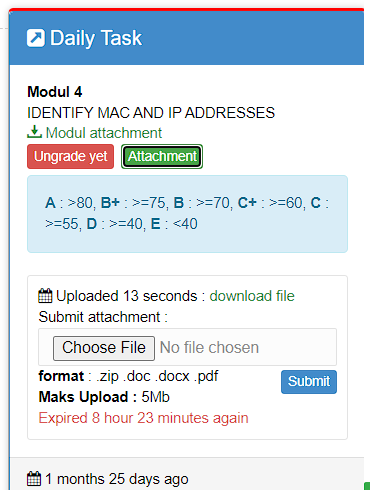 Daily Task
Modul 4
IDENTIFY MAC AND IP ADDRESSES
Modul attachment
Ungrade yet Attachment
A : >80, B+ : >=75, B : >=70, C+ : >=60, C :
>=55, D : >=40, E : <40
Uploaded 13 seconds : download file
Submit attachment :
Choose File No file chosen
format : .zip .doc .docx .pdf
Submit
Maks Upload : 5Mb
Expired 8 hour 23 minutes again
1 months 25 days ago